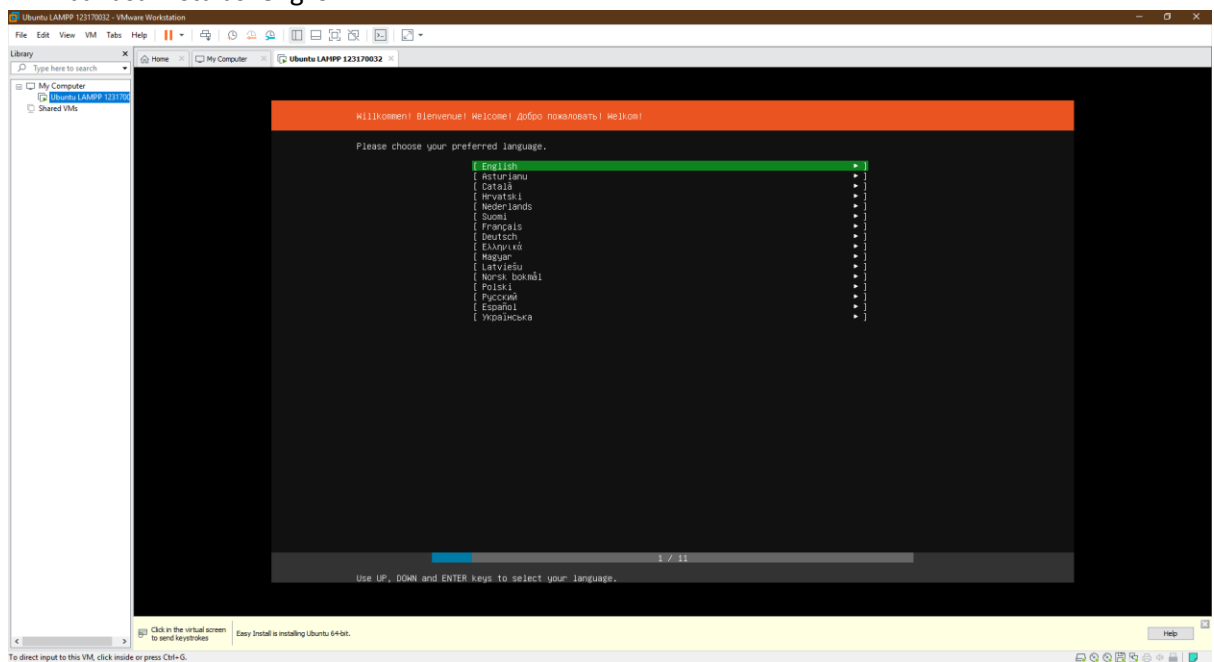 Ubuntu LAMPP 123170032 - VMware Workstation
File Edit View VM Tabs Help
Library
Type here to search
Home My Computer Ubuntu LAMPP 123170032
My Computer
Ubuntu LAMPP 123170
Shared VMs
Willkommen! Bienvenue! Welcome! Добро пожаловать! Welkom!
Please choose your preferred language.
[ English ► ]
[ Asturianu ► ]
[ Català ► ]
[ Hrvatski ► ]
[ Nederlands ► ]
[ Suomi ► ]
[ Français ► ]
[ Deutsch ► ]
[ Ελληνικά ► ]
[ Magyar ► ]
[ Latviešu ► ]
[ Norsk bokmål ► ]
[ Polski ► ]
[ Русский ► ]
[ Español ► ]
[ Українська ► ]
1 / 11
Use UP, DOWN and ENTER keys to select your language.
Click in the virtual screen
to send keystrokes
Easy Install is installing Ubuntu 64-bit.
Help
To direct input to this VM, click inside or press Ctrl+G.